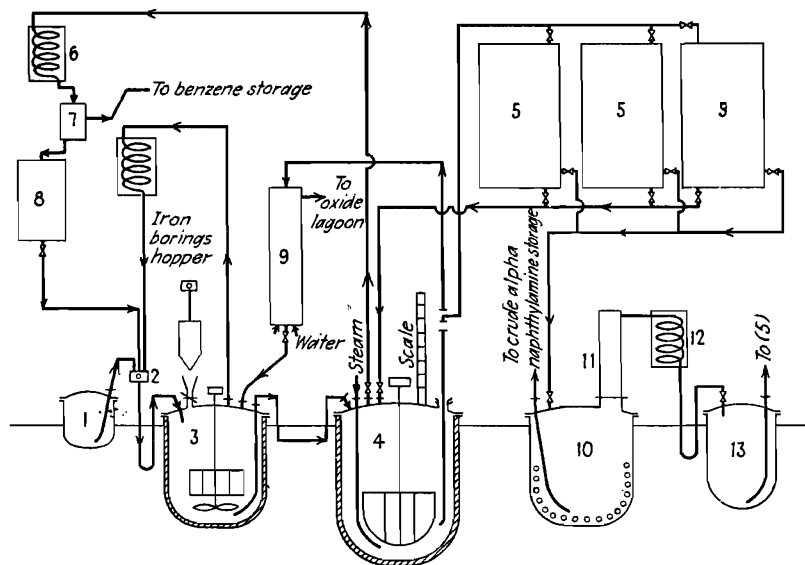 6
To benzene storage
7
5
5
5
8
Iron
borings
hopper
To
oxide
lagoon
9
Water
Steam
Scale
To crude alpha
naphthylamine storage
11
12
To (5)
1
2
3
4
10
13